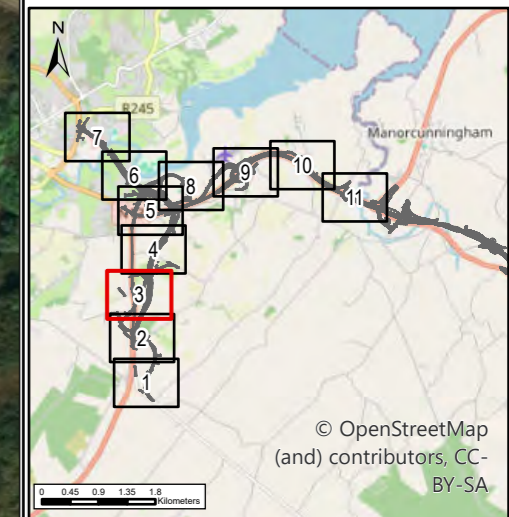 N
R245
7
Manorcunningham
6
8
9
10
11
5
4
3
2
1
© OpenStreetMap
(and) contributors, CC-
BY-SA
0 0.45 0.9 1.35 1.8
Kilometers